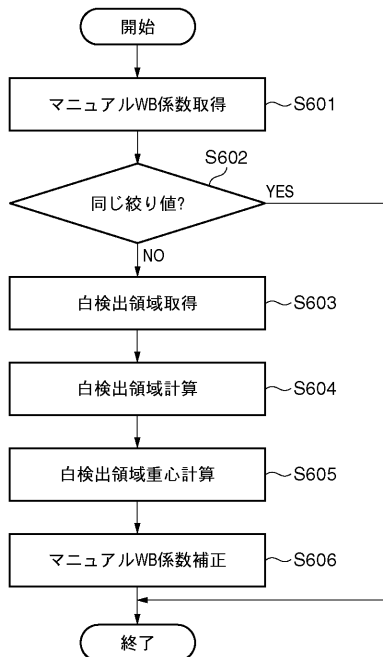 開始
マニュアルWB係数取得
S601
S602
同じ絞り値?
YES
NO
白検出領域取得
S603
白検出領域計算
S604
白検出領域重心計算
S605
マニュアルWB係数補正
S606
終了